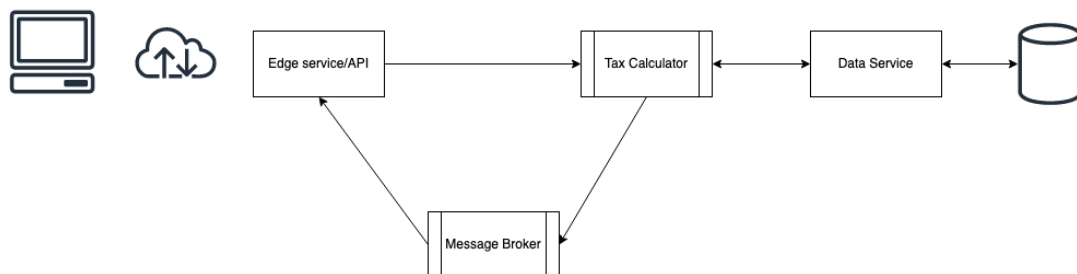 Edge service/API
Tax Calculator
Data Service
Message Broker